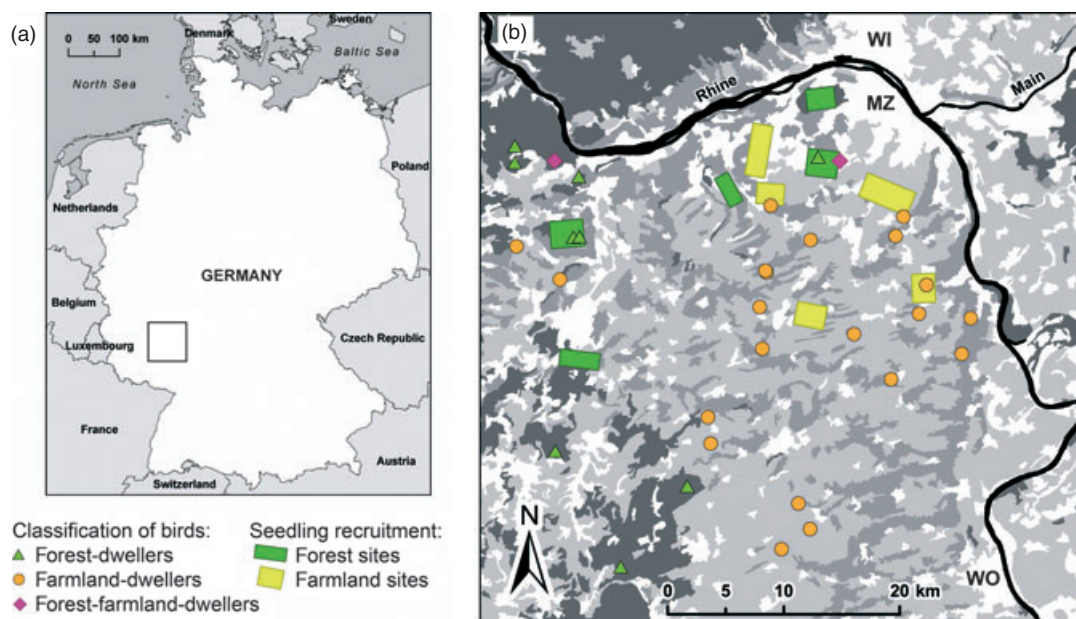 (a)
0 50 100 km
Sweden
Denmark
Baltic Sea
North Sea
Poland
Netherlands
GERMANY
Belgium
Luxembourg
Czech Republic
France
Austria
Switzerland
Classification of birds:
Forest-dwellers
Farmland-dwellers
Forest-farmland-dwellers
Seedling recruitment:
Forest sites
Farmland sites
(b)
WI
Rhine
Main
MZ
N
WO
0 5 10 20 km